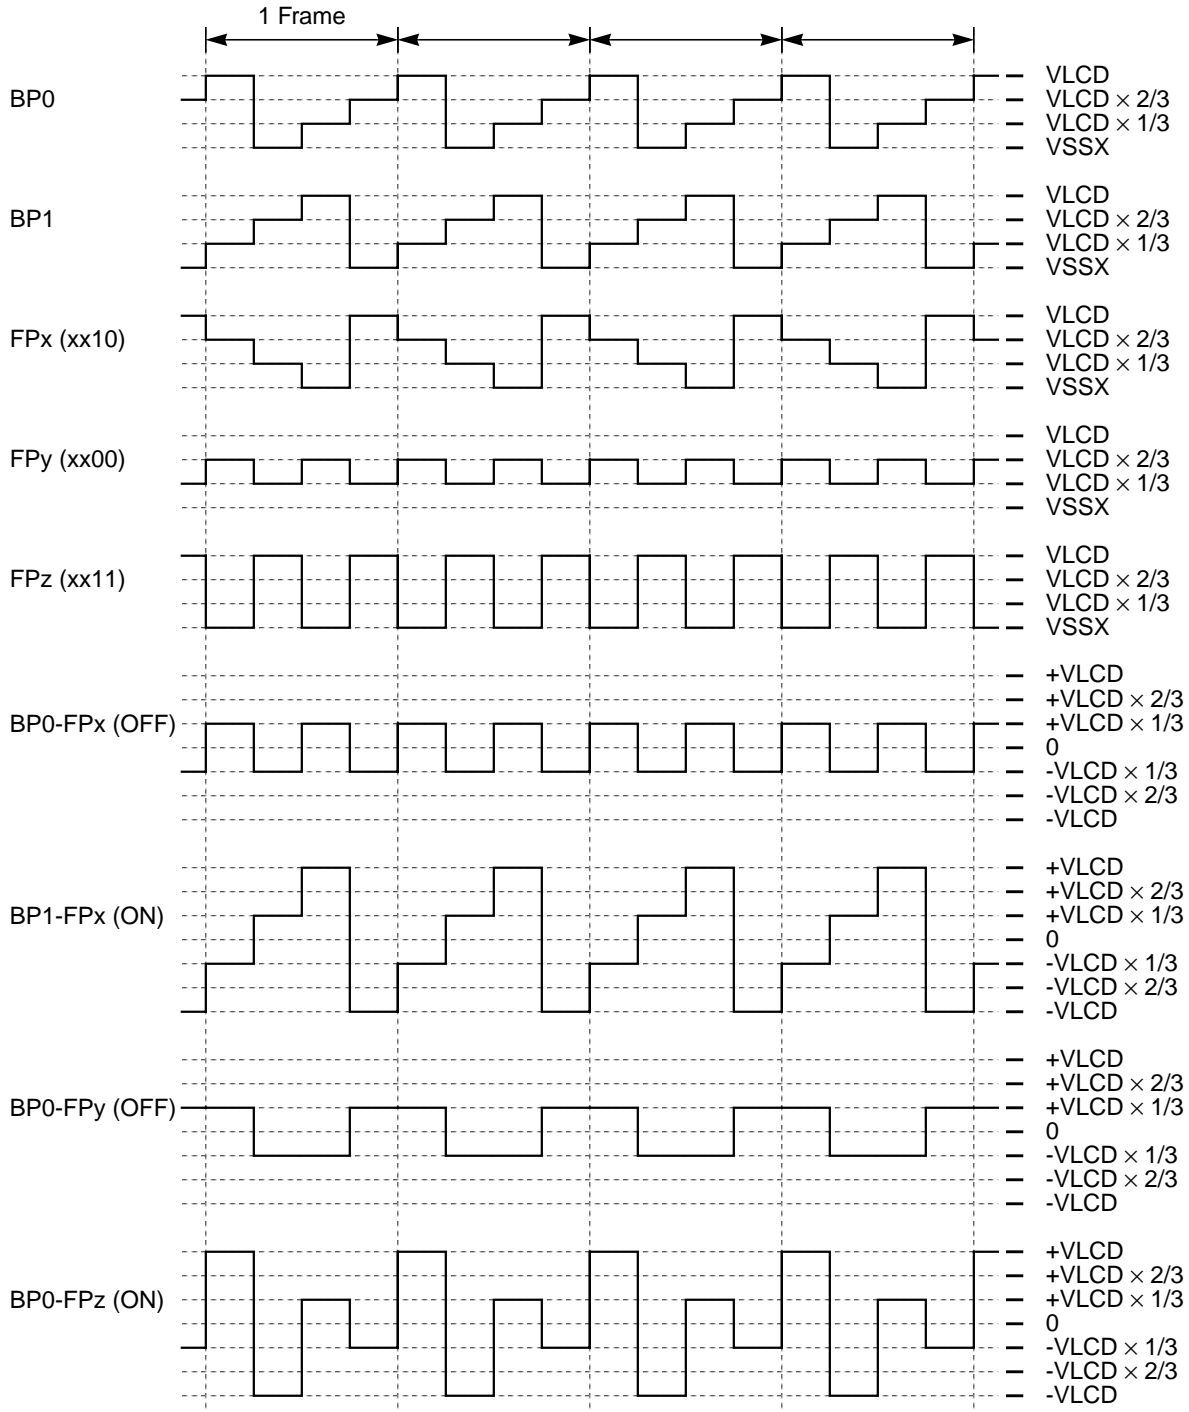 1 Frame
BP0
VLCD
VLCD × 2/3
VLCD × 1/3
VSSX
BP1
VLCD
VLCD × 2/3
VLCD × 1/3
VSSX
FPx (xx10)
VLCD
VLCD × 2/3
VLCD × 1/3
VSSX
FPy (xx00)
VLCD
VLCD × 2/3
VLCD × 1/3
VSSX
FPz (xx11)
VLCD
VLCD × 2/3
VLCD × 1/3
VSSX
BP0-FPx (OFF)
+VLCD
+VLCD × 2/3
+VLCD × 1/3
0
-VLCD × 1/3
-VLCD × 2/3
-VLCD
BP1-FPx (ON)
+VLCD
+VLCD × 2/3
+VLCD × 1/3
0
-VLCD × 1/3
-VLCD × 2/3
-VLCD
BP0-FPy (OFF)
+VLCD
+VLCD × 2/3
+VLCD × 1/3
0
-VLCD × 1/3
-VLCD × 2/3
-VLCD
BP0-FPz (ON)
+VLCD
+VLCD × 2/3
+VLCD × 1/3
0
-VLCD × 1/3
-VLCD × 2/3
-VLCD